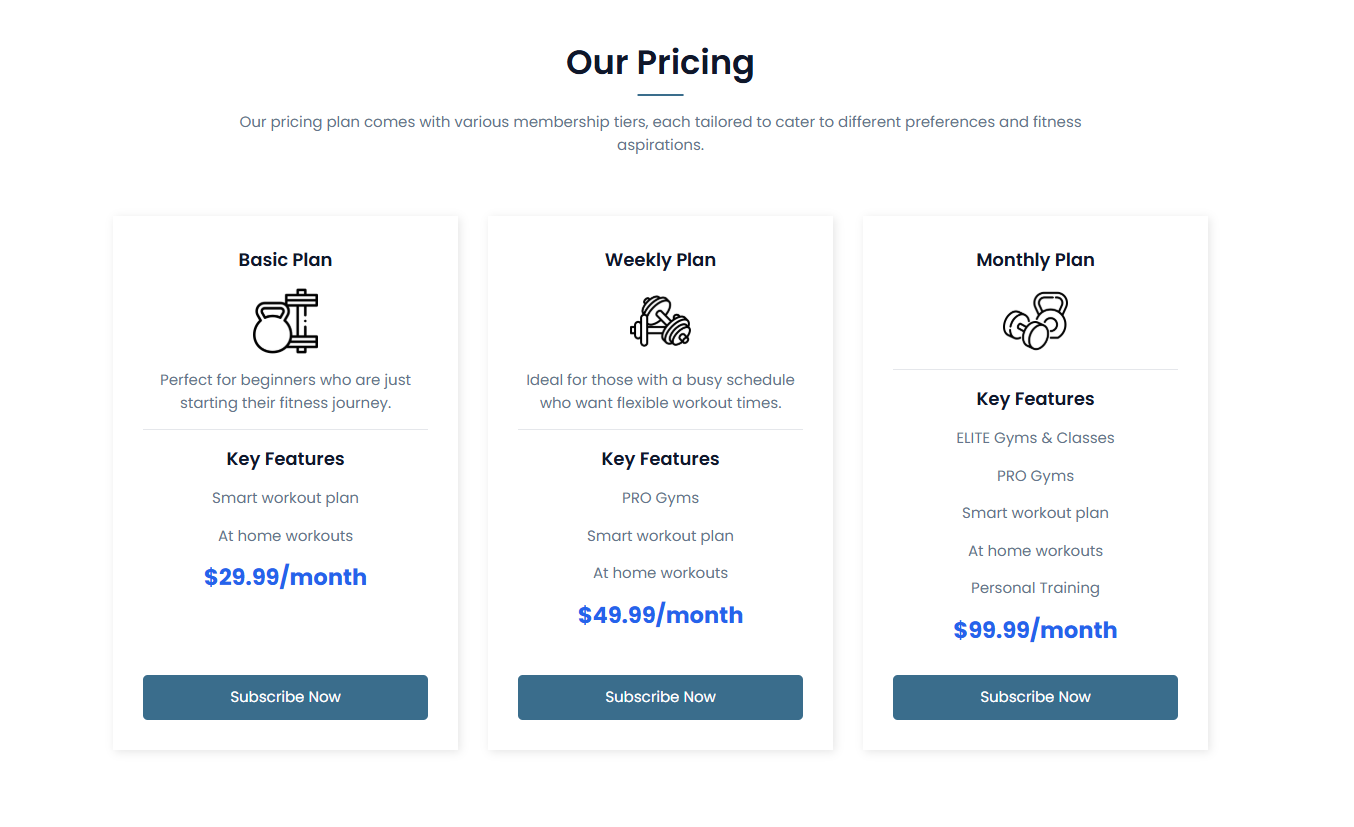 Our Pricing
Our pricing plan comes with various membership tiers, each tailored to cater to different preferences and fitness
aspirations.
Basic Plan
Perfect for beginners who are just
starting their fitness journey.
Key Features
Smart workout plan
At home workouts
$29.99/month
Subscribe Now
Weekly Plan
Ideal for those with a busy schedule
who want flexible workout times.
Key Features
PRO Gyms
Smart workout plan
At home workouts
$49.99/month
Subscribe Now
Monthly Plan
Key Features
ELITE Gyms & Classes
PRO Gyms
Smart workout plan
At home workouts
Personal Training
$99.99/month
Subscribe Now